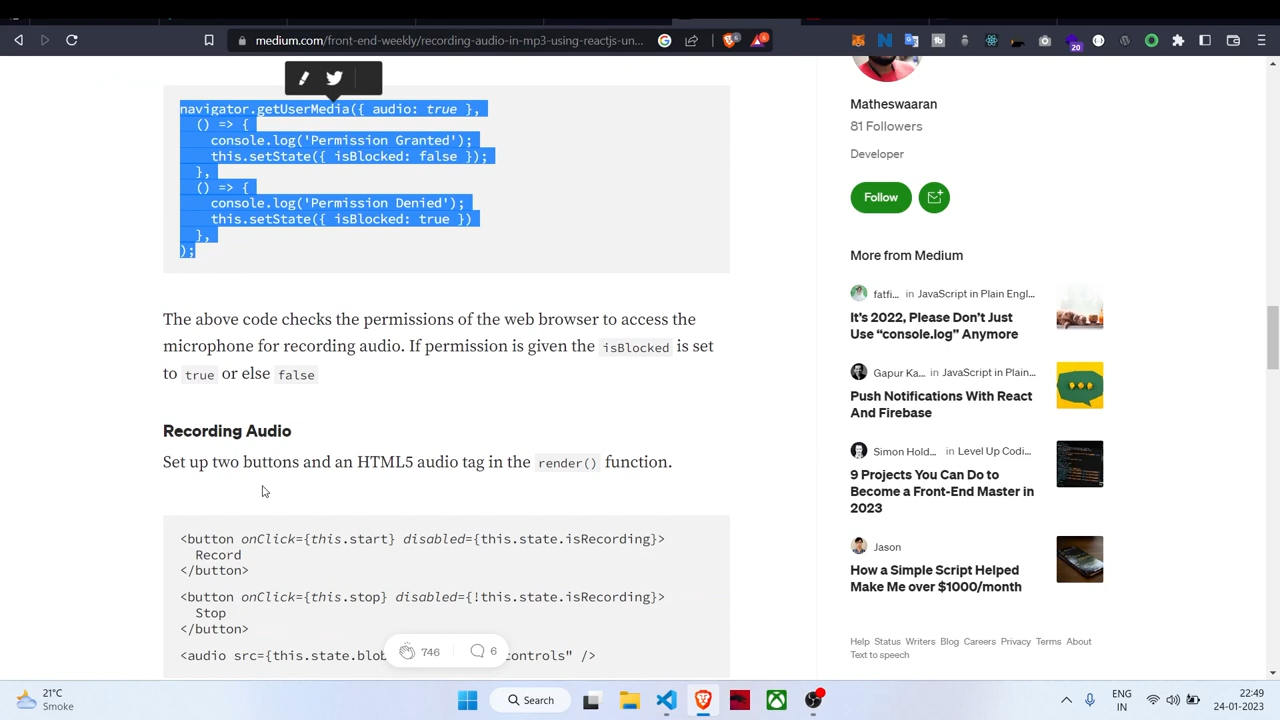 medium.com/front-end-weekly/recording-audio-in-mp3-using-reactjs-un...
6
6
20
navigator.getUserMedia({ audio: true },
() => {
console.log('Permission Granted');
this.setState({ isBlocked: false });
},
() => {
console.log('Permission Denied');
this.setState({ isBlocked: true })
},
);
The above code checks the permissions of the web browser to access the
microphone for recording audio. If permission is given the isBlocked is set
to true or else false
Recording Audio
Set up two buttons and an HTML5 audio tag in the render() function.
<button onClick={this.start} disabled={this.state.isRecording}>
Record
</button>
<button onClick={this.stop} disabled={!this.state.isRecording}>
Stop
</button>
<audio src={this.state.blob controls" />
746
6
Matheswaaran
81 Followers
Developer
Follow
More from Medium
fatfi... in JavaScript in Plain Engl...
It's 2022, Please Don't Just
Use “console.log” Anymore
Gapur Ka... in JavaScript in Plain...
Push Notifications With React
And Firebase
Simon Hold... in Level Up Codi...
9 Projects You Can Do to
Become a Front-End Master in
2023
Jason
How a Simple Script Helped
Make Me over $1000/month
Help Status Writers Blog Careers Privacy Terms About
Text to speech
21°C
Smoke
Search
ENG
IN
12:49
24-01-2023